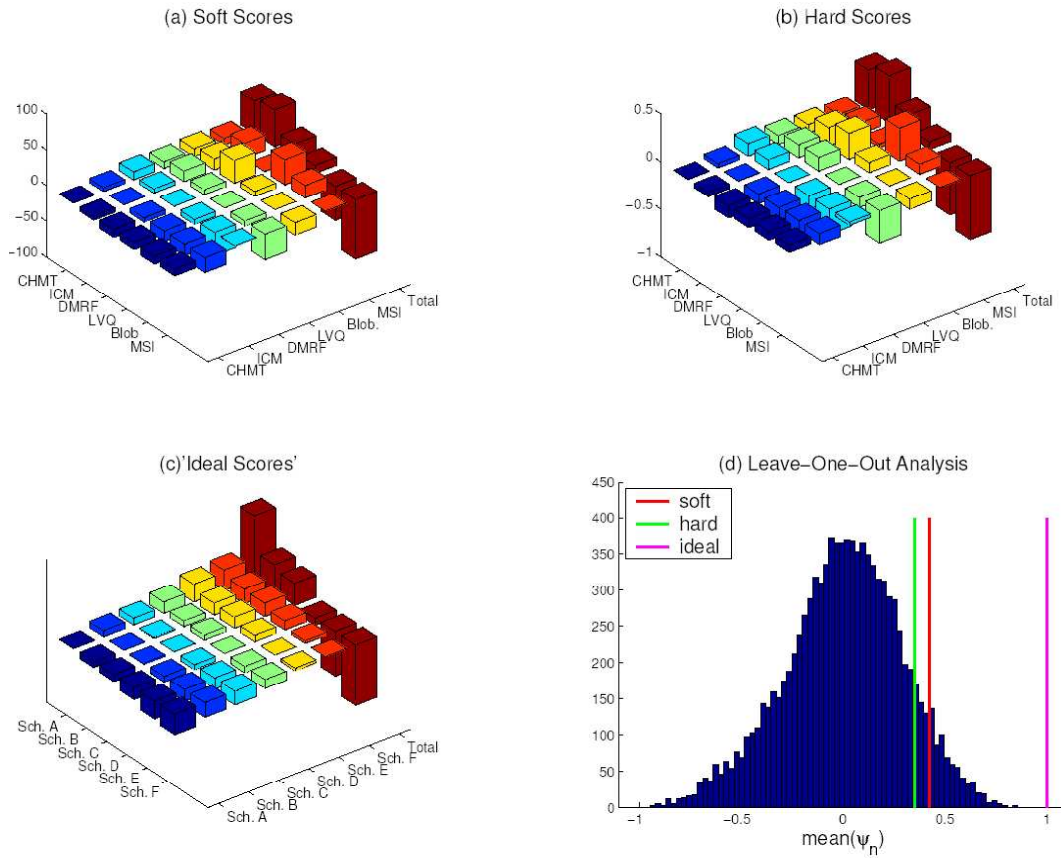 (a) Soft Scores
100
50
0
−50
−100
CHMT
ICM
DMRF
LVQ
Blob
MSI
CHMT
ICM
DMRF
LVQ
Blob.
MSI
Total
(b) Hard Scores
0.5
0
−0.5
−1
CHMT
ICM
DMRF
LVQ
Blob
MSI
CHMT
ICM
DMRF
LVQ
Blob.
MSI
Total
(c)'Ideal Scores'
Sch. A
Sch. B
Sch. C
Sch. D
Sch. E
Sch. F
Sch. A
Sch. B
Sch. C
Sch. D
Sch. E
Sch. F
Total
(d) Leave−One−Out Analysis
450
400
350
300
250
200
150
100
50
0
soft
hard
ideal
−1
−0.5
0
0.5
1
mean(Ψ_n)